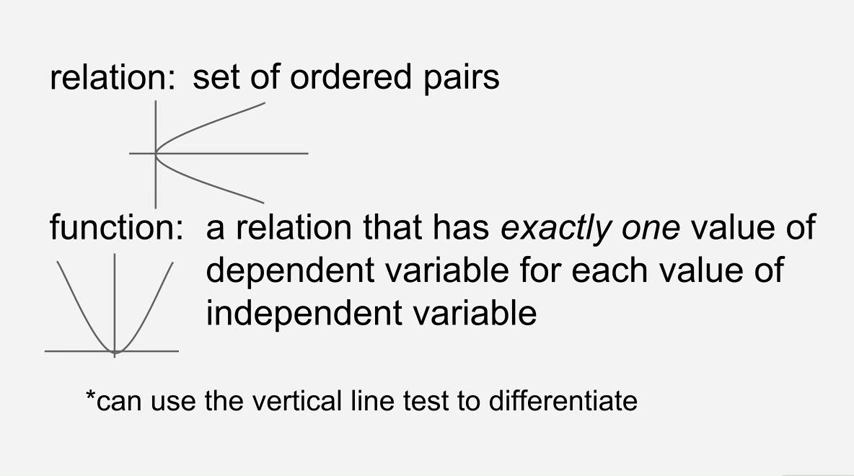 relation: set of ordered pairs
function: a relation that has exactly one value of
dependent variable for each value of
independent variable
*can use the vertical line test to differentiate